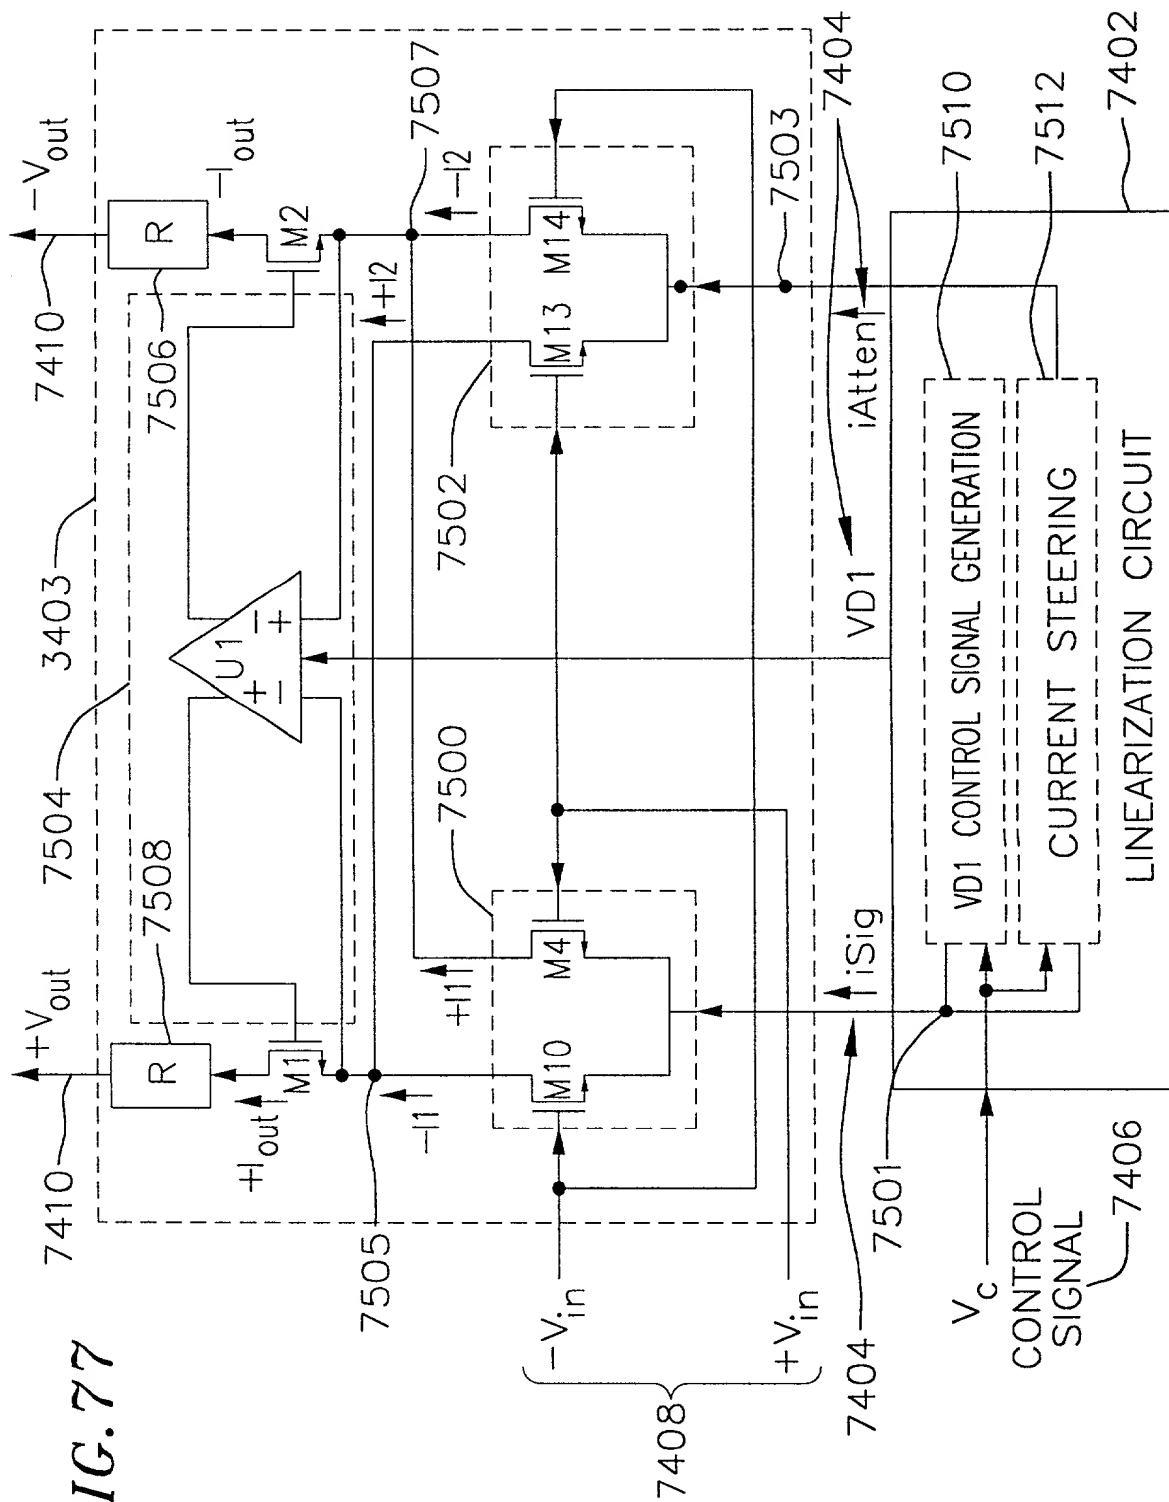 IG. 77
7410
+Vout
7508
7504
3403
7410
-Vout
7506
R
+Iout
M1
+
-
U1
-
+
R
-Iout
M2
7505
-I1
+I1
7500
+I2
-I2
7507
7502
-Vin
+Vin
7408
M10
M4
M13
M14
7404
7501
iSig
VD1
iAtten
7503
7404
Vc
CONTROL
SIGNAL
7406
VD1 CONTROL SIGNAL GENERATION
CURRENT STEERING
LINEARIZATION CIRCUIT
7510
7512
7402